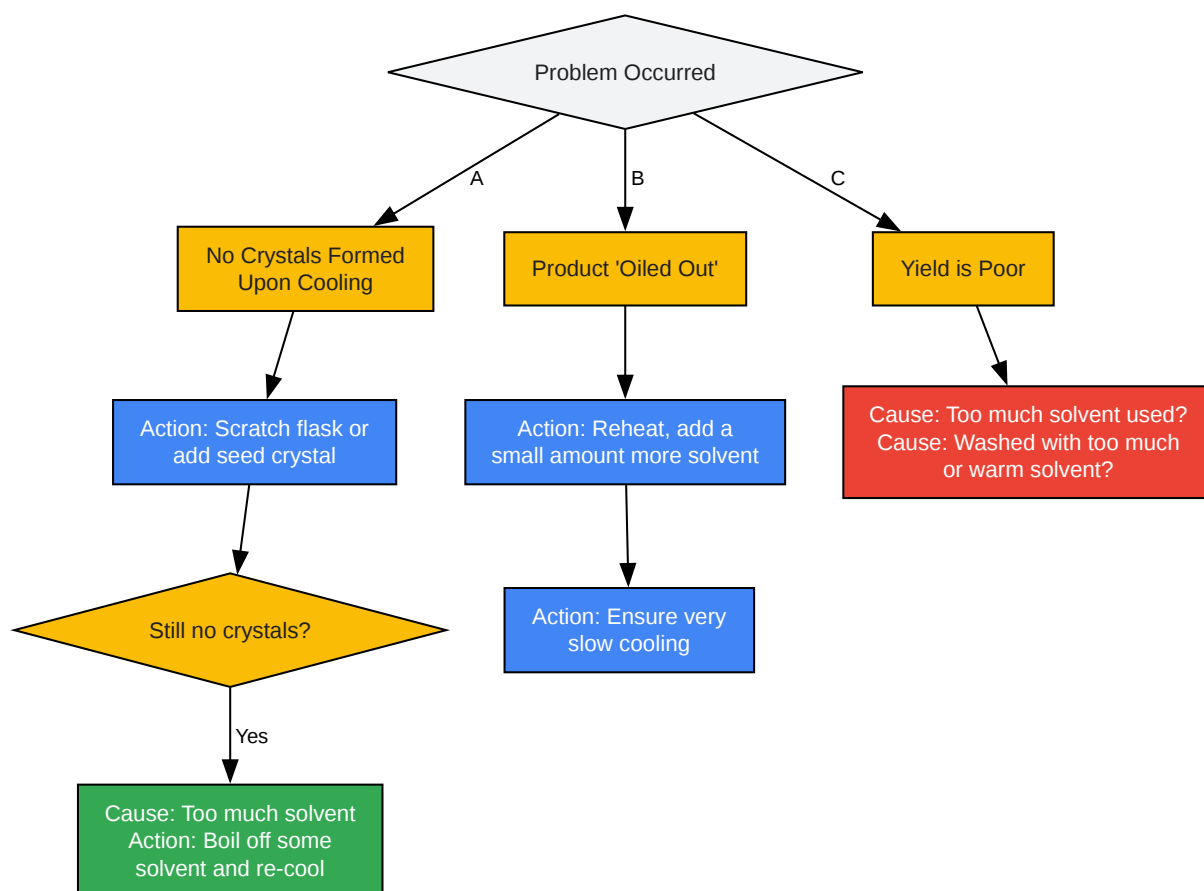 Problem Occurred
A
B
C
No Crystals Formed
Upon Cooling
Product 'Oiled Out'
Yield is Poor
Action: Scratch flask or
add seed crystal
Action: Reheat, add a
small amount more solvent
Cause: Too much solvent used?
Cause: Washed with too much
or warm solvent?
Still no crystals?
Action: Ensure very
slow cooling
Yes
Cause: Too much solvent
Action: Boil off some
solvent and re-cool